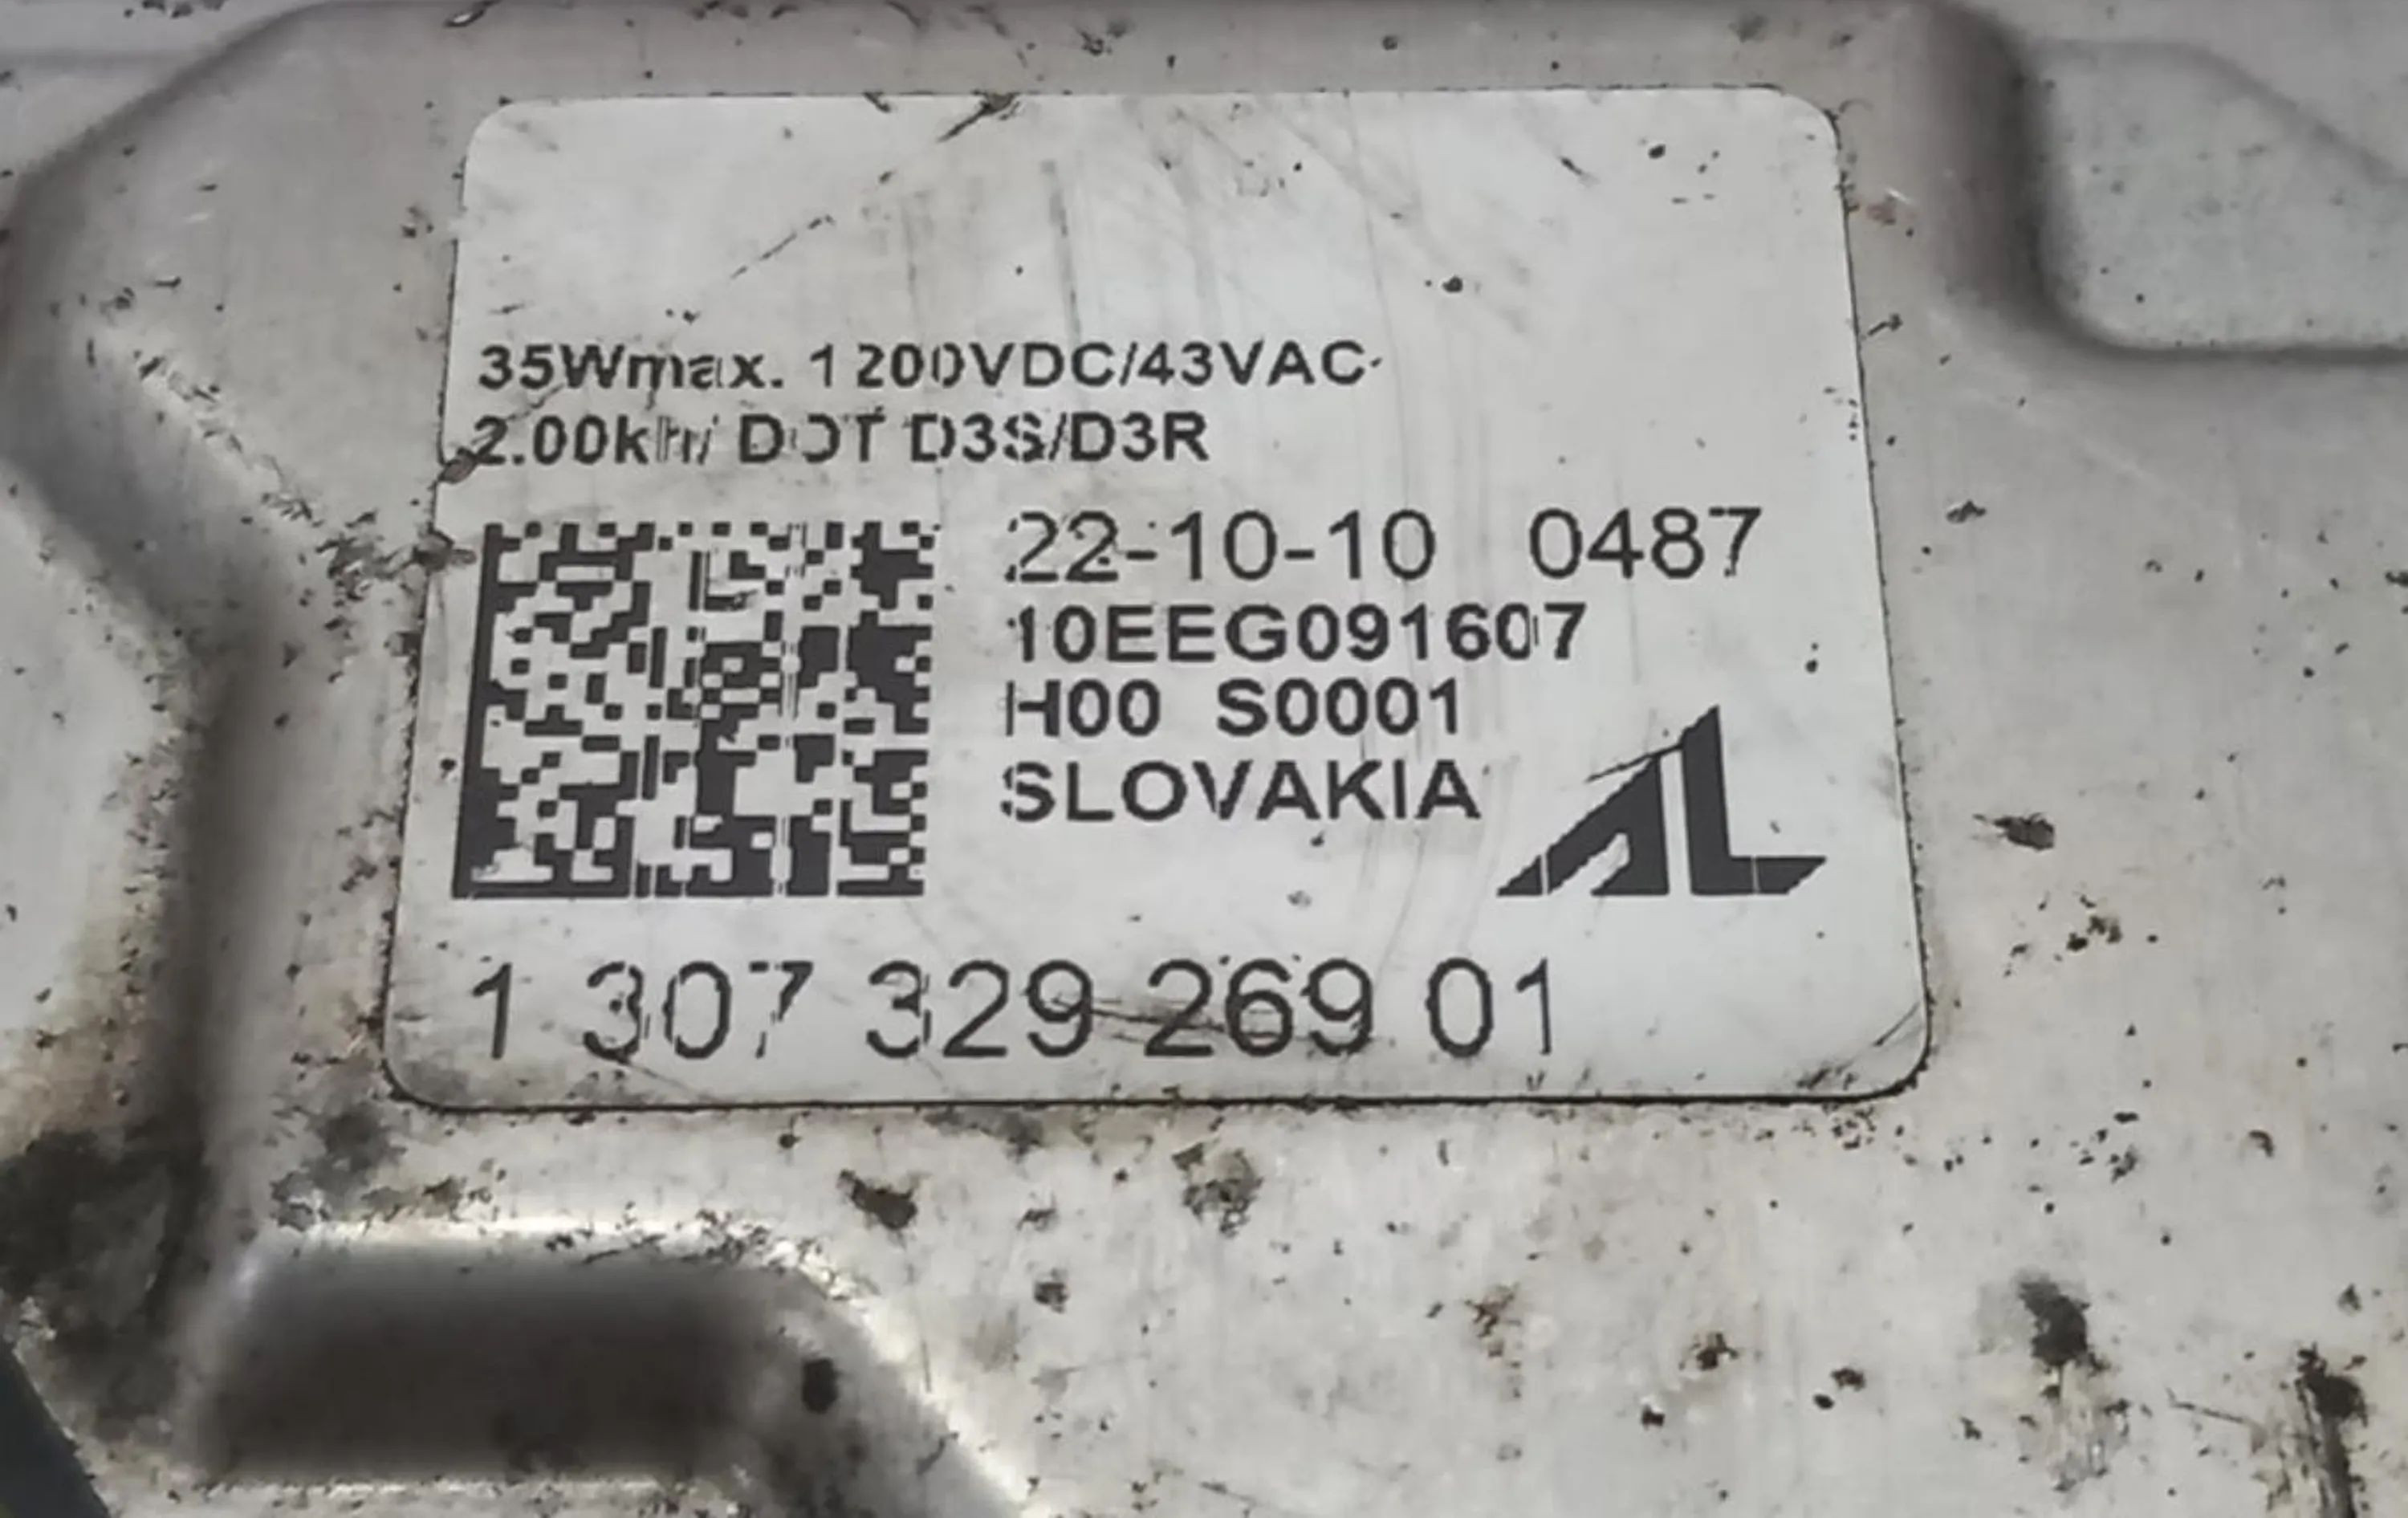 35Wmax. 1200VDC/43VAC
2.00kHz DOT D3S/D3R
22-10-10 0487
10EEG091607
H00 S0001
SLOVAKIA
AL
1 307 329 269 01